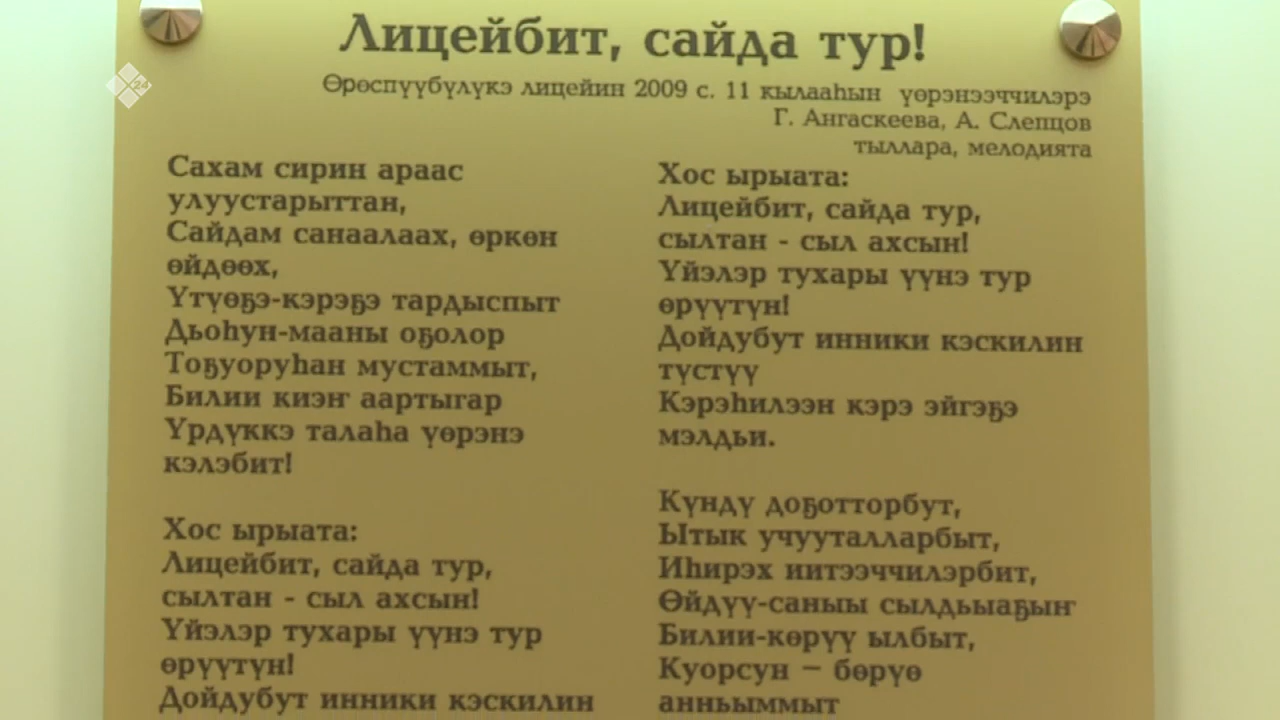 Лицейбит, сайда тур!
Өрөспүүбүлүкэ лицейин 2009 с. 11 кылааһын үөрэнээччилэрэ
Г. Ангаскеева, А. Слепцов
тыллара, мелодията
Сахам сирин араас
улуустарыттан,
Сайдам санаалаах, өркөн
өйдөөх,
Үтүөҕэ-кэрэҕэ тардыспыт
Дьоһун-мааны оҕолор
Тоҕуоруһан мустаммыт,
Билии киэҥ аартыгар
Үрдүккэ талаһа үөрэнэ
кэлэбит!
Хос ырыата:
Лицейбит, сайда тур,
сылтан - сыл ахсын!
Үйэлэр тухары үүнэ тур
өрүүтүн!
Дойдубут инники кэскилин
Хос ырыата:
Лицейбит, сайда тур,
сылтан - сыл ахсын!
Үйэлэр тухары үүнэ тур
өрүүтүн!
Дойдубут инники кэскилин
түстүү
Кэрэһилээн кэрэ эйгэҕэ
мэлдьи.
Күндү доҕотторбут,
Ытык учууталларбыт,
Иһирэх иитээччилэрбит,
Өйдүү-саныы сылдьыаҕыҥ
Билии-көрүү ылбыт,
Куорсун – бөрүө
анньыммыт
24